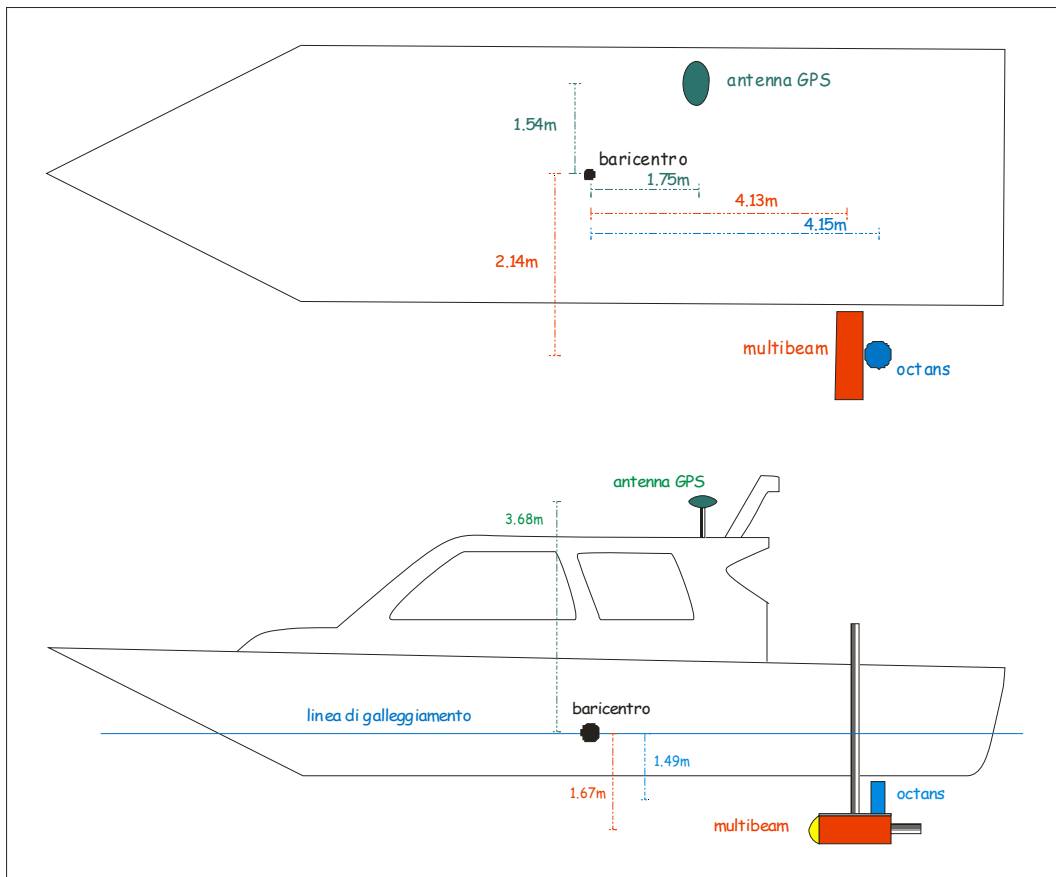 antenna GPS
1.54m
baricentro
1.75m
4.13m
4.15m
2.14m
multibeam
octans
antenna GPS
3.68m
baricentro
linea di galleggiamento
1.49m
1.67m
octans
multibeam